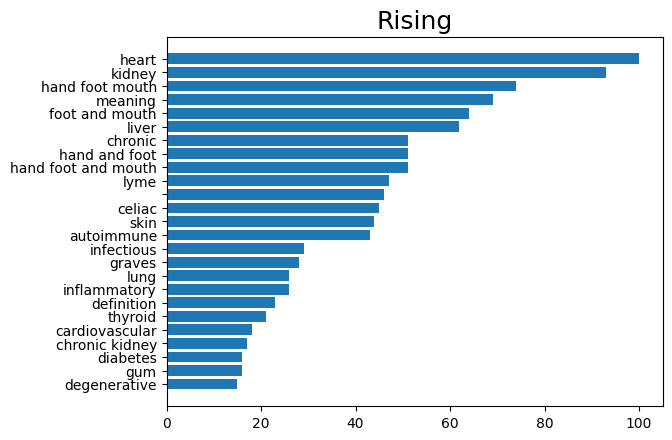 Rising
heart
kidney
hand foot mouth
meaning
foot and mouth
liver
chronic
hand and foot
hand foot and mouth
lyme
celiac
skin
autoimmune
infectious
graves
lung
inflammatory
definition
thyroid
cardiovascular
chronic kidney
diabetes
gum
degenerative
0 20 40 60 80 100